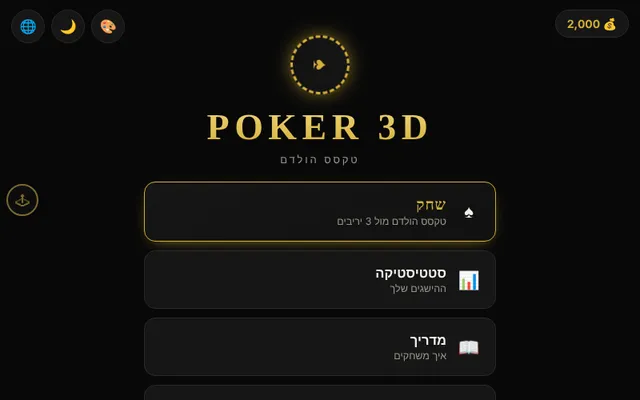 2,000
POKER 3D
טקסס הולדם
שחק
טקסס הולדם מול 3 יריבים
סטטיסטיקה
ההישגים שלך
מדריך
איך משחקים